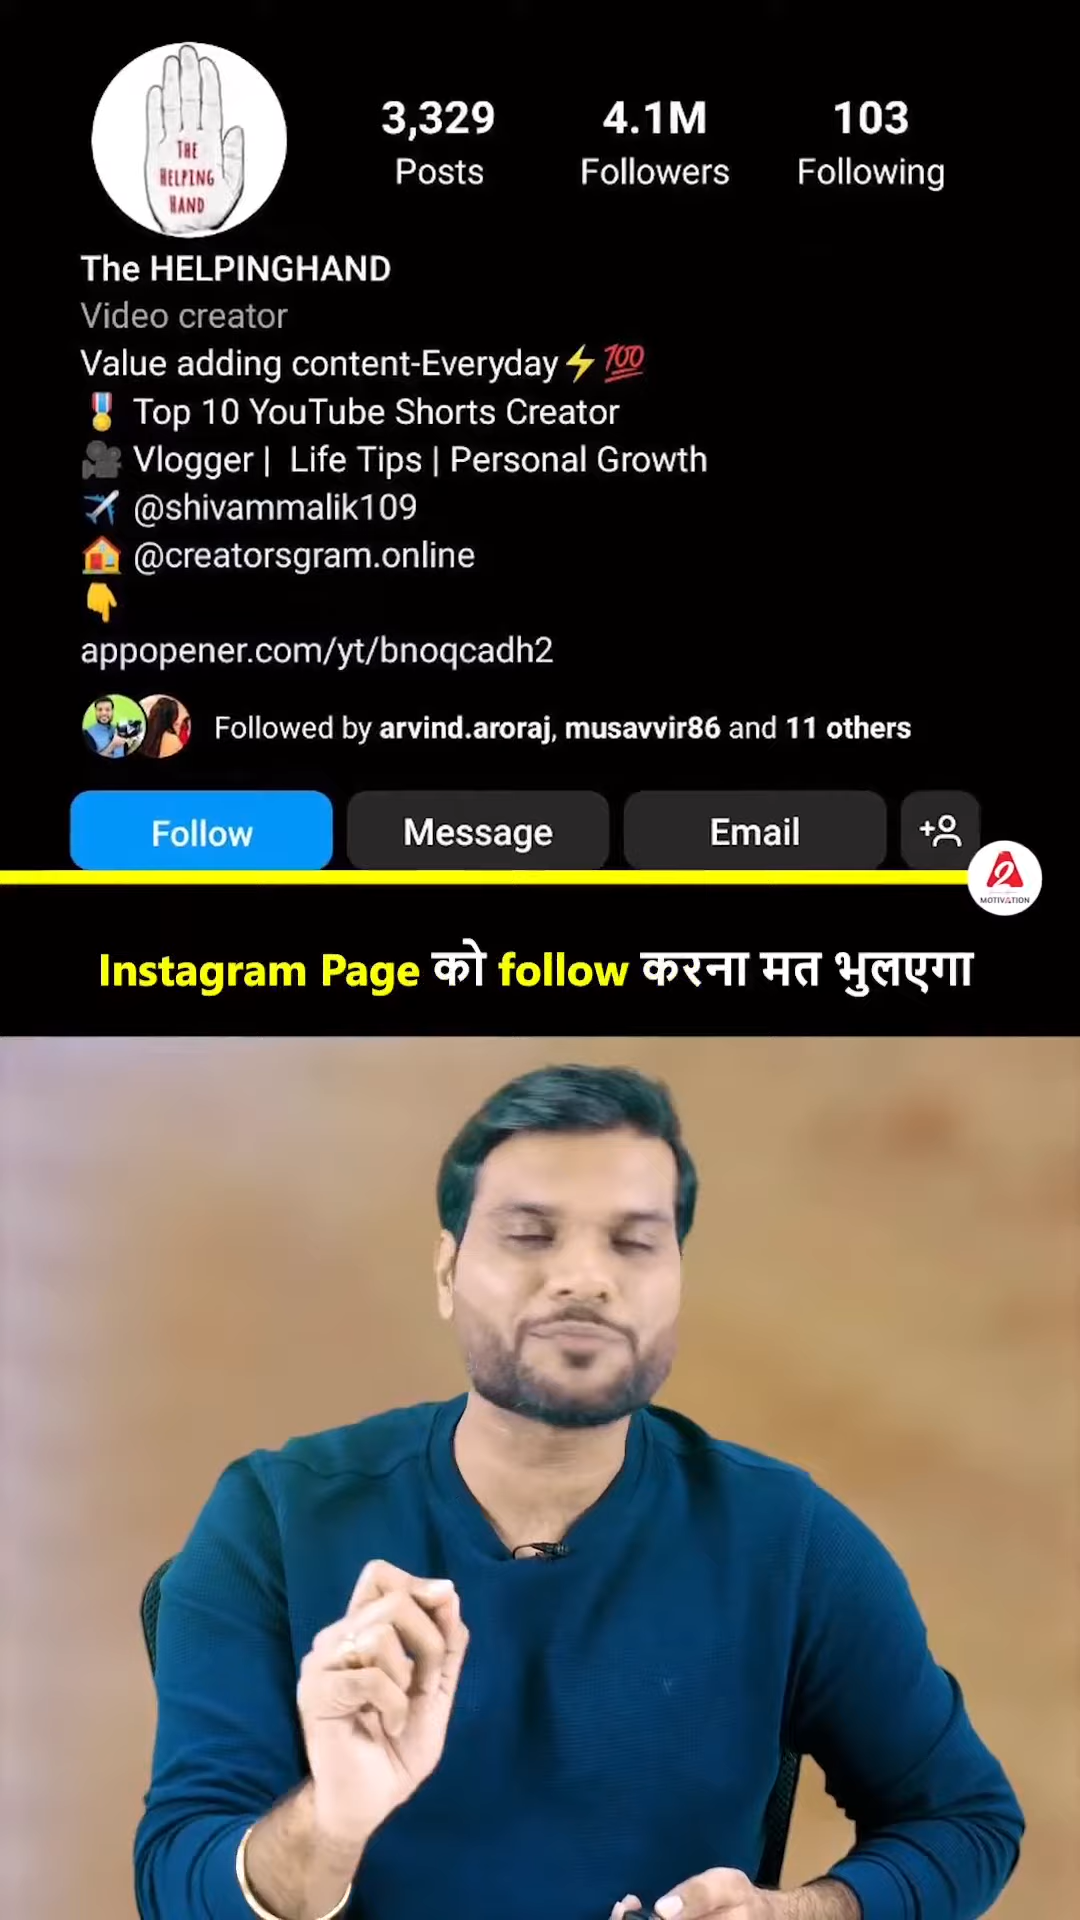 THE
HELPING
HAND
3,329 4.1M 103
Posts Followers Following
The HELPINGHAND
Video creator
Value adding content-Everyday⚡💯
🏅 Top 10 YouTube Shorts Creator
🎥 Vlogger | Life Tips | Personal Growth
✈️ @shivammalik109
🏠 @creatorsgram.online
👇
appopener.com/yt/bnoqcadh2
Followed by arvind.aroraj, musavvir86 and 11 others
Follow Message Email
A2
MOTIVATION
Instagram Page को follow करना मत भुलएगा